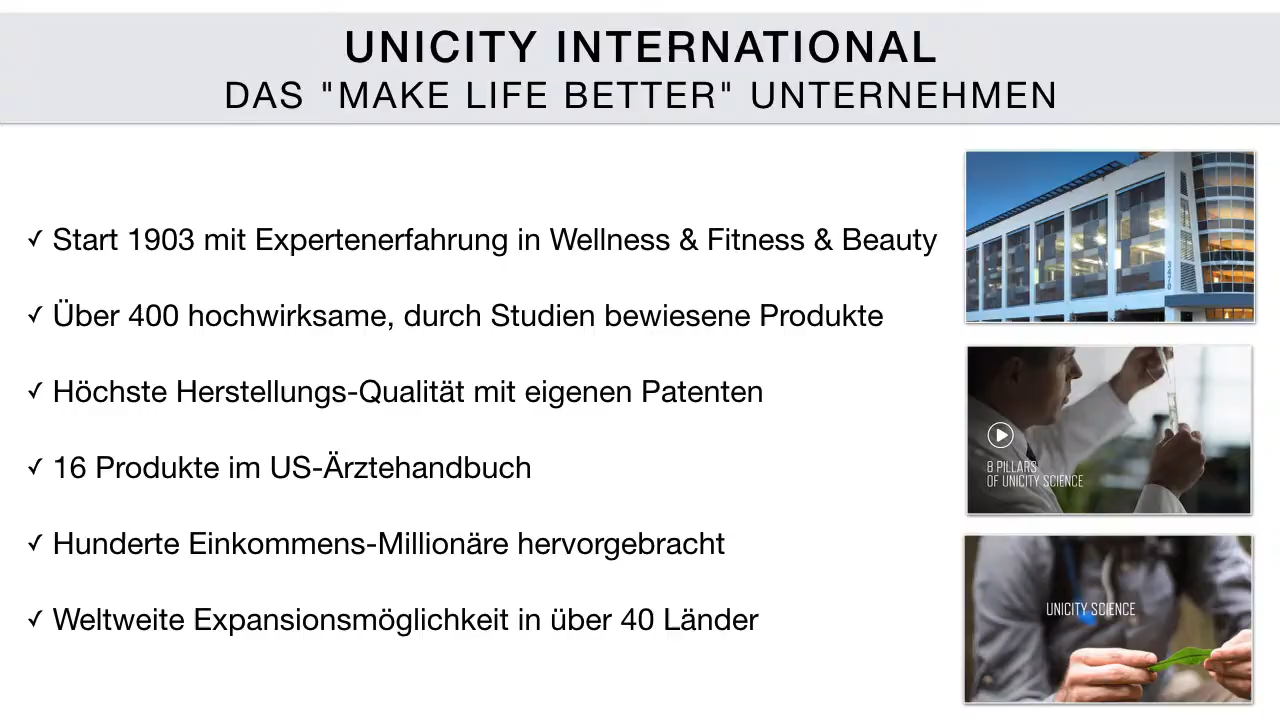 UNICITY INTERNATIONAL
DAS "MAKE LIFE BETTER" UNTERNEHMEN
✓ Start 1903 mit Expertenerfahrung in Wellness & Fitness & Beauty
✓ Über 400 hochwirksame, durch Studien bewiesene Produkte
✓ Höchste Herstellungs-Qualität mit eigenen Patenten
✓ 16 Produkte im US-Ärztehandbuch
✓ Hunderte Einkommens-Millionäre hervorgebracht
✓ Weltweite Expansionsmöglichkeit in über 40 Länder
8 PILLARS
OF UNICITY SCIENCE
UNICITY SCIENCE